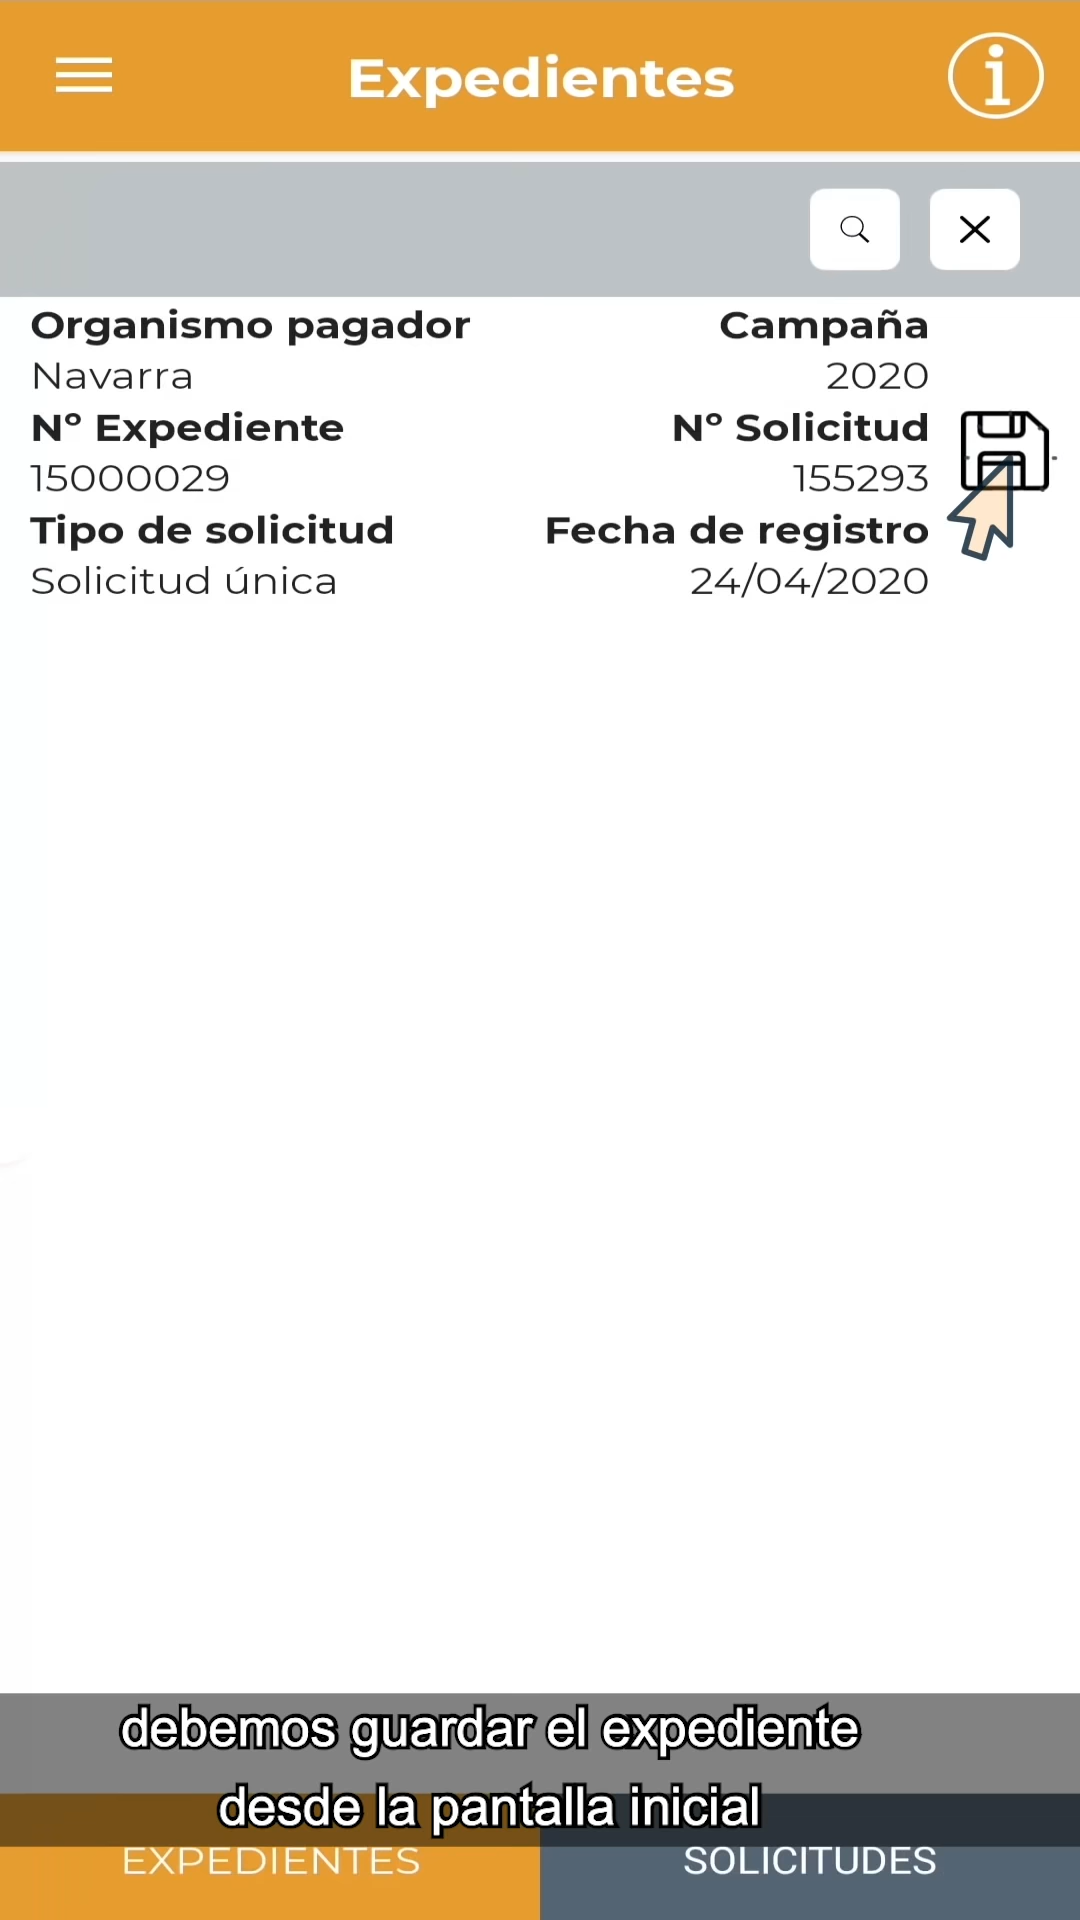 Expedientes
Organismo pagador Campaña
Navarra 2020
Nº Expediente Nº Solicitud
15000029 155293
Tipo de solicitud Fecha de registro
Solicitud única 24/04/2020
debemos guardar el expediente
desde la pantalla inicial
EXPEDIENTES SOLICITUDES